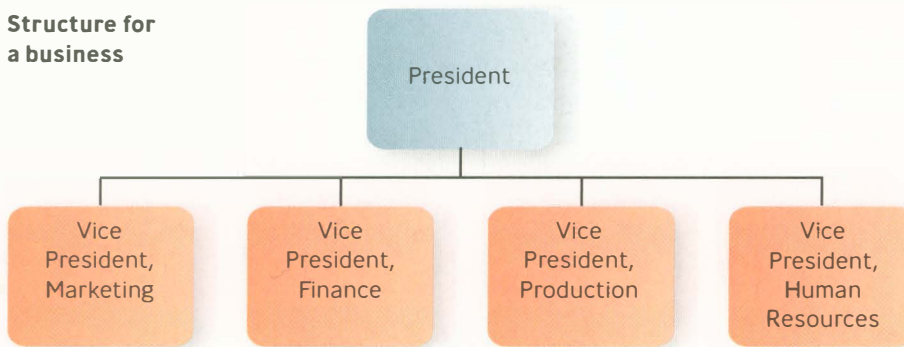 Structure for
a business
President
Vice
President,
Marketing
Vice
President,
Finance
Vice
President,
Production
Vice
President,
Human
Resources